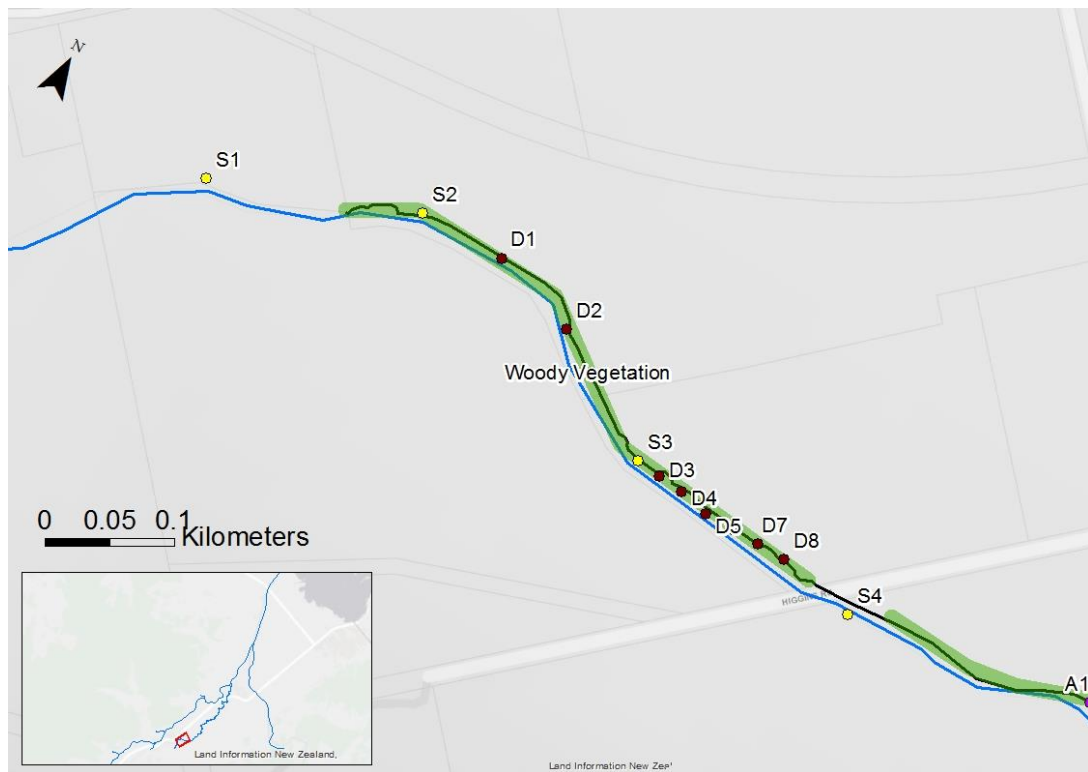 N
S1
S2
D1
D2
Woody Vegetation
S3
D3
D4
D5
D7
D8
0 0.05 0.1
Kilometers
S4
A1
Land Information New Zealand,